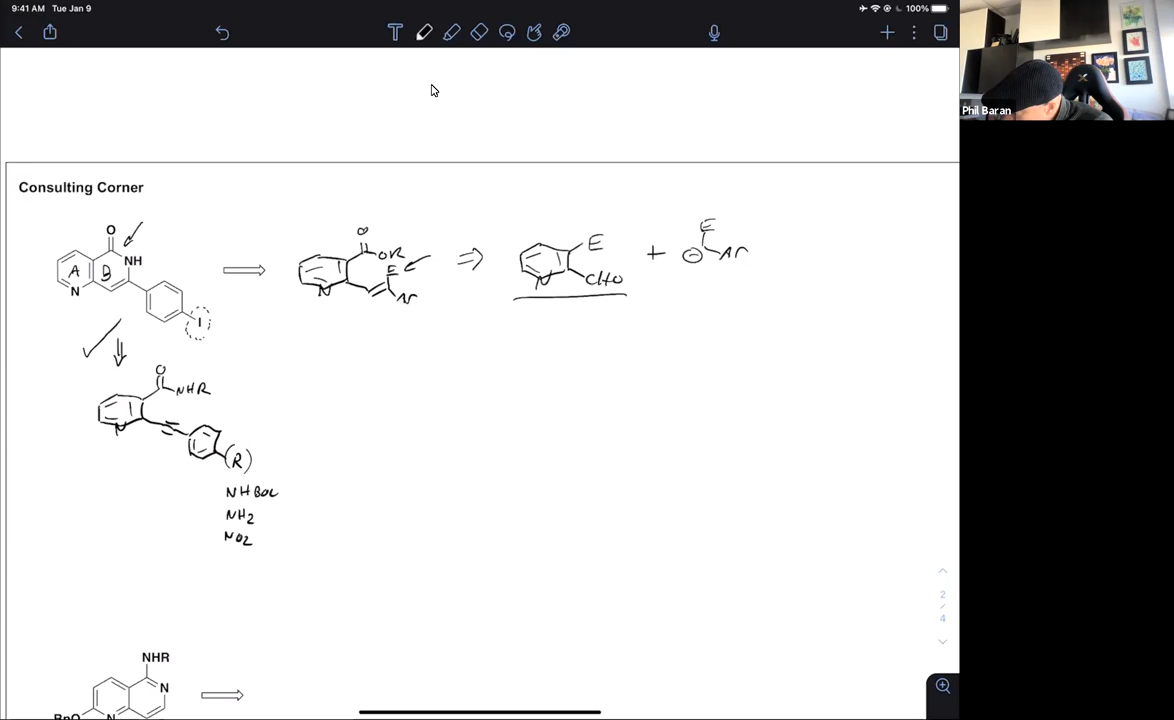 9:41 AM Tue Jan 9
100%
Phil Baran
Consulting Corner
O
NH
A
B
N
I
O
OR
E
N
Ar
E
N
CHO
+
E
Ar
O
NHR
N
(R)
NHBoc
NH2
NO2
2
/
4
NHR
N
BnO
N